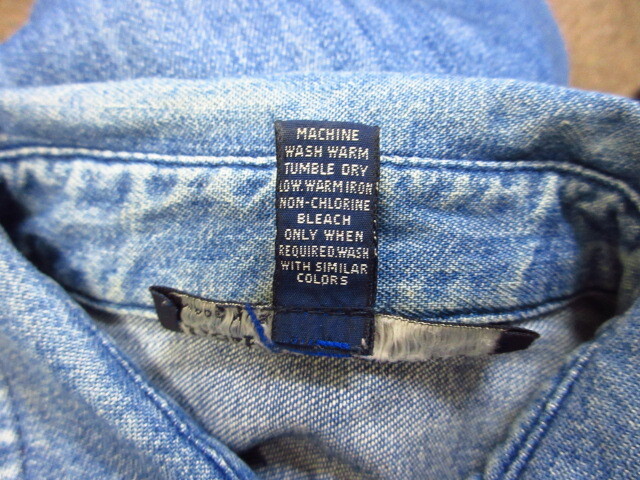 MACHINE
WASH WARM
TUMBLE DRY
LOW. WARM IRON
NON-CHLORINE
BLEACH
ONLY WHEN
REQUIRED. WASH
WITH SIMILAR
COLORS